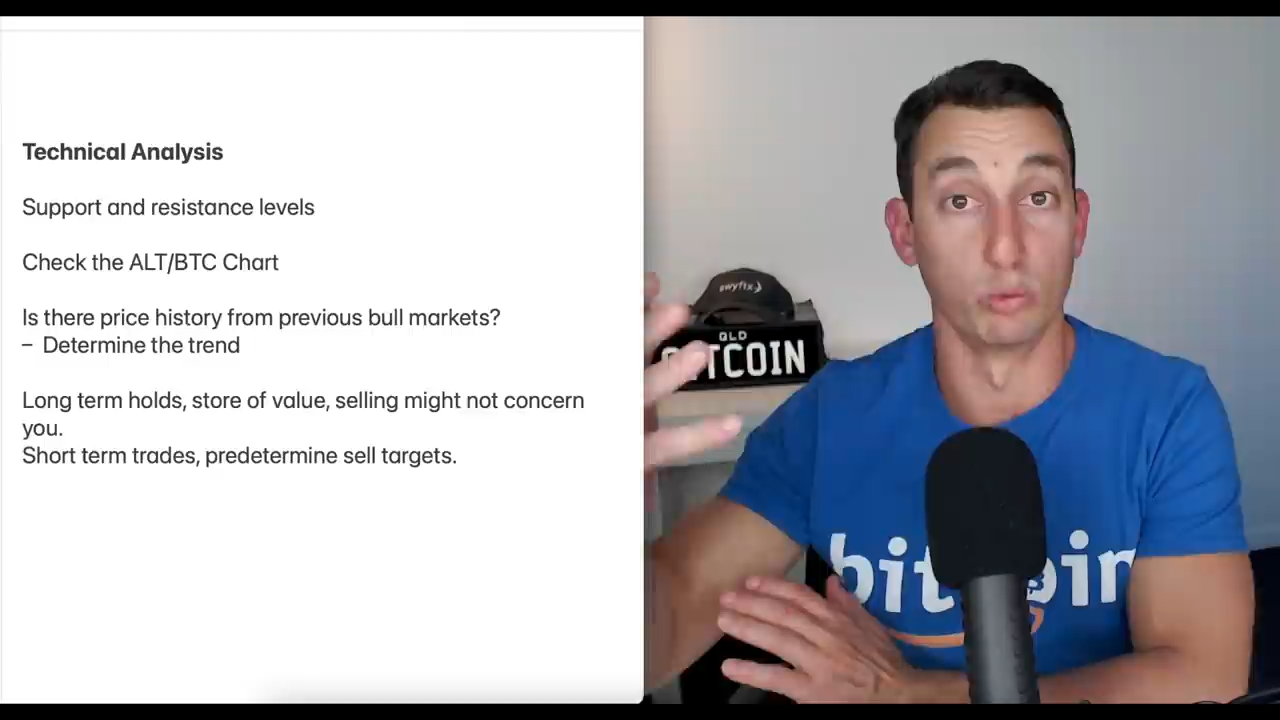 Technical Analysis
Support and resistance levels
Check the ALT/BTC Chart
Is there price history from previous bull markets?
– Determine the trend
Long term holds, store of value, selling might not concern
you.
Short term trades, predetermine sell targets.
swyftx
QLD
BITCOIN
bitcoin